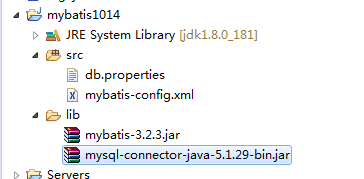 mybatis1014
JRE System Library [jdk1.8.0_181]
src
db.properties
mybatis-config.xml
lib
mybatis-3.2.3.jar
mysql-connector-java-5.1.29-bin.jar
Servers